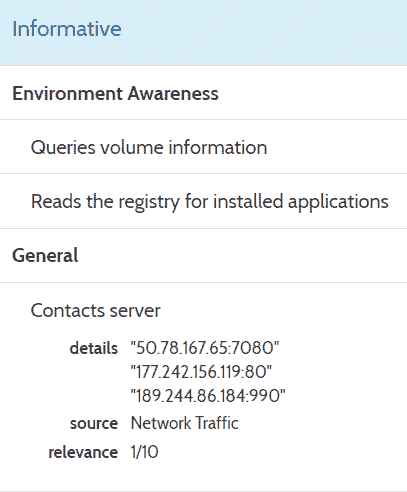 Informative
Environment Awareness
Queries volume information
Reads the registry for installed applications
General
Contacts server
details "50.78.167.65:7080"
"177.242.156.119:80"
"189.244.86.184:990"
source Network Traffic
relevance 1/10